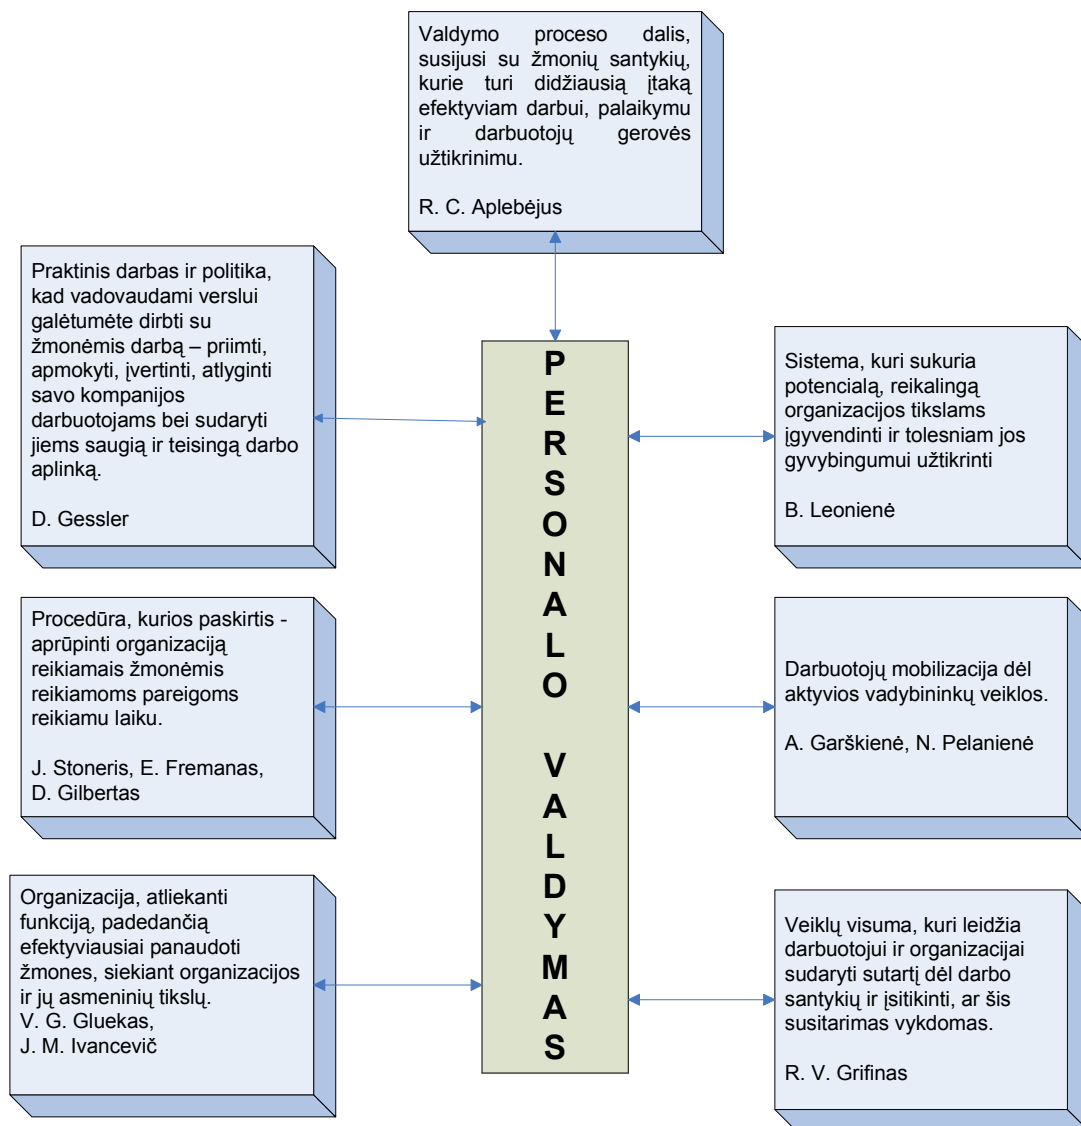 Valdymo proceso dalis,
susijusi su žmonių santykių,
kurie turi didžiausią įtaką
efektyviam darbui, palaikymu
ir darbuotojų gerovės
užtikrinimu.
R. C. Aplebėjus
Praktinis darbas ir politika,
kad vadovaudami verslui
galėtumėte dirbti su
žmonėmis darbą – priimti,
apmokyti, įvertinti, atlyginti
savo kompanijos
darbuotojams bei sudaryti
jiems saugią ir teisingą darbo
aplinką.
D. Gessler
Sistema, kuri sukuria
potencialą, reikalingą
organizacijos tikslams
įgyvendinti ir tolesniam jos
gyvybingumui užtikrinti
B. Leonienė
PERSONALO VALDYMAS
Procedūra, kurios paskirtis -
aprūpinti organizaciją
reikiamais žmonėmis
reikiamoms pareigoms
reikiamu laiku.
J. Stoneris, E. Fremanas,
D. Gilbertas
Darbuotojų mobilizacija dėl
aktyvios vadybininkų veiklos.
A. Garškienė, N. Pelanienė
Organizacija, atliekanti
funkciją, padedančią
efektyviausiai panaudoti
žmones, siekiant organizacijos
ir jų asmeninių tikslų.
V. G. Gluekas,
J. M. Ivancevič
Veiklų visuma, kuri leidžia
darbuotojui ir organizacijai
sudaryti sutartį dėl darbo
santykių ir įsitikinti, ar šis
susitarimas vykdomas.
R. V. Grifinas